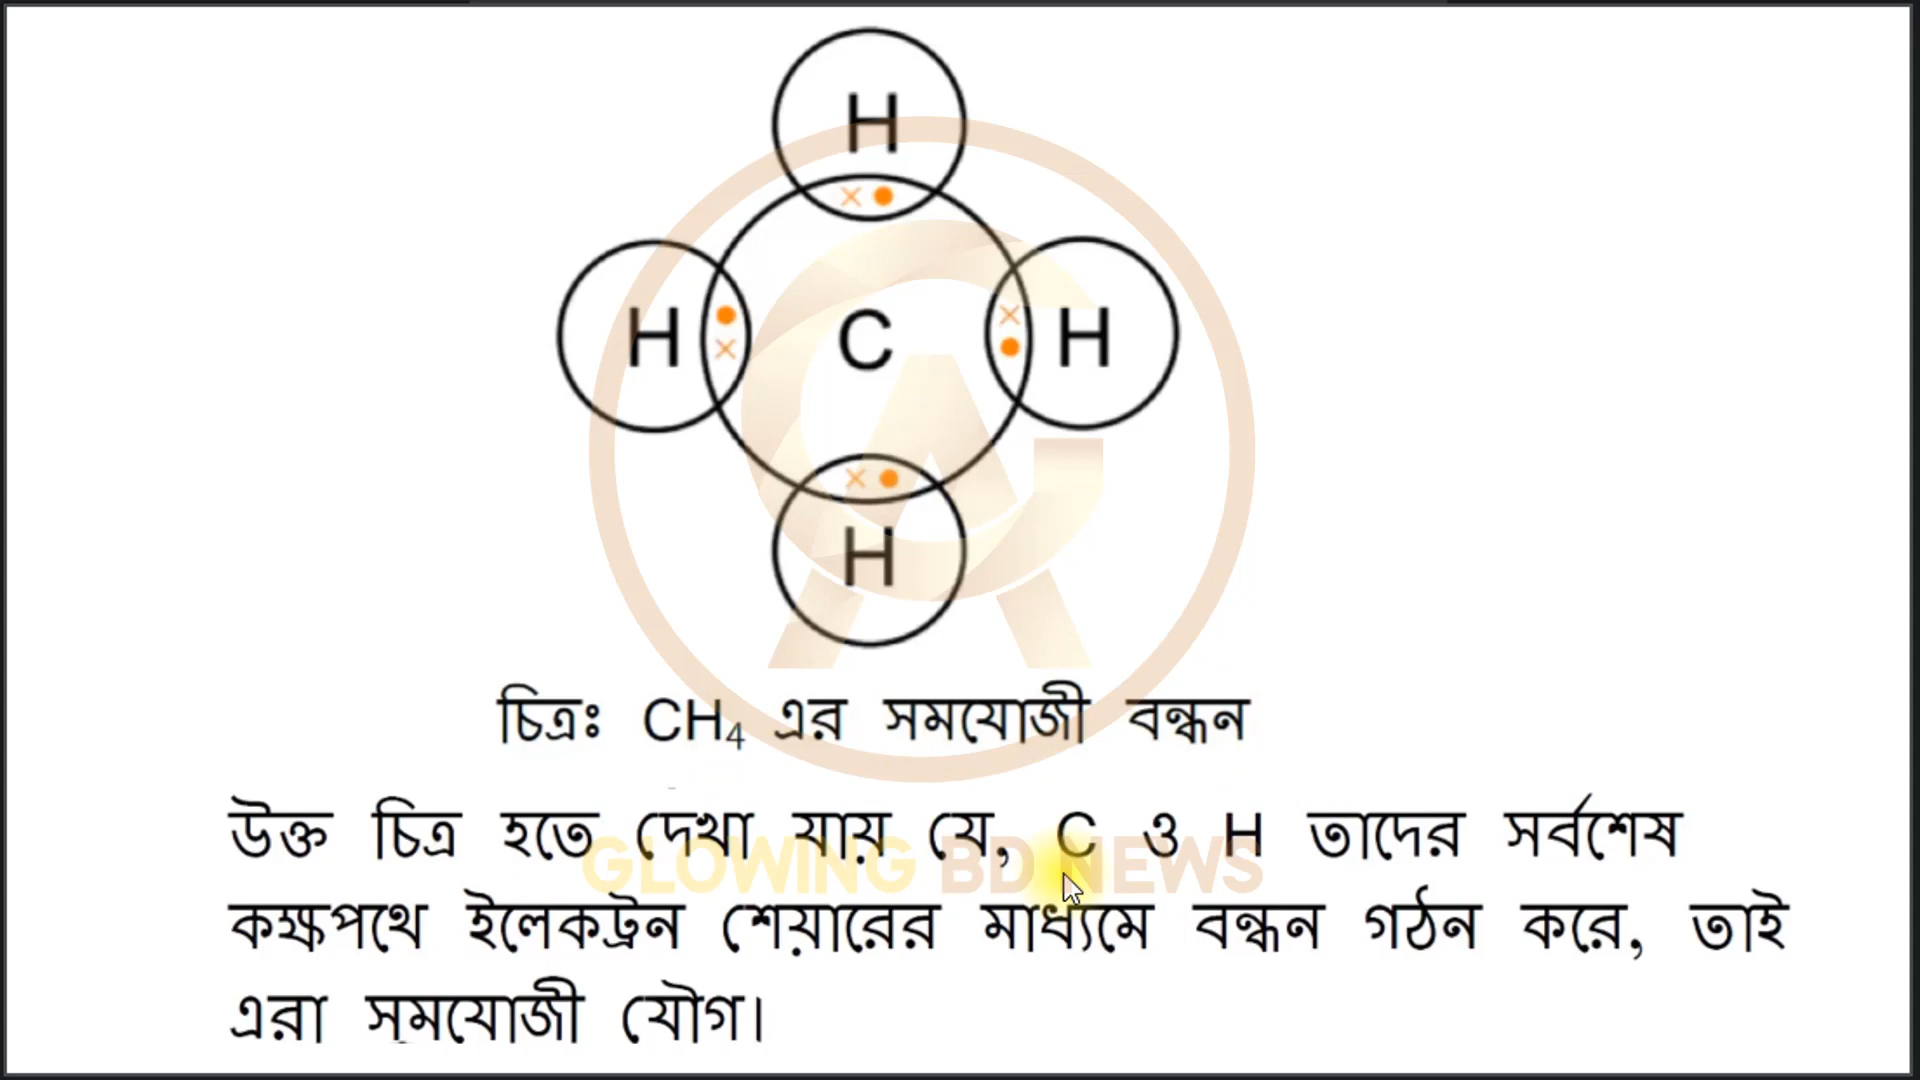 H
H C H
H
চিত্রঃ CH₄ এর সমযোজী বন্ধন
উক্ত চিত্র হতে দেখা যায় যে, C ও H তাদের সর্বশেষ
GLOWING BD NEWS
কক্ষপথে ইলেকট্রন শেয়ারের মাধ্যমে বন্ধন গঠন করে, তাই
এরা সমযোজী যৌগ।